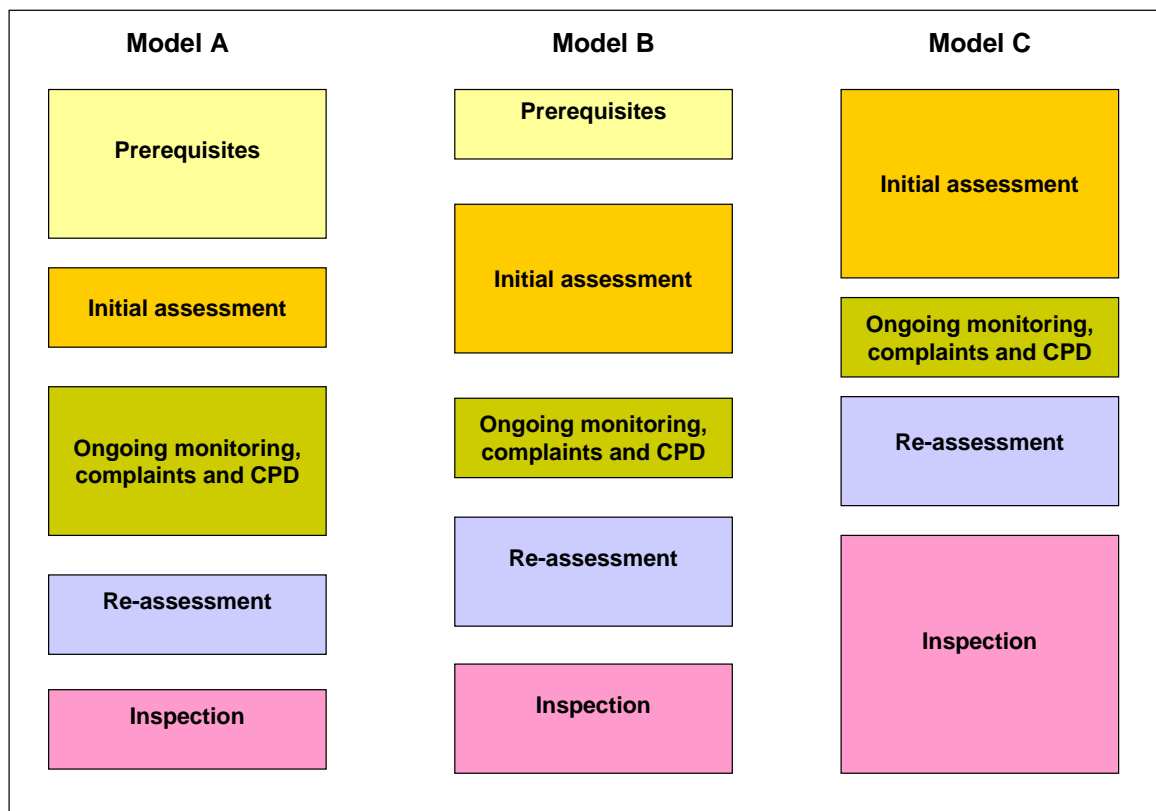 Model A
Prerequisites
Initial assessment
Ongoing monitoring,
complaints and CPD
Re-assessment
Inspection
Model B
Prerequisites
Initial assessment
Ongoing monitoring,
complaints and CPD
Re-assessment
Inspection
Model C
Initial assessment
Ongoing monitoring,
complaints and CPD
Re-assessment
Inspection